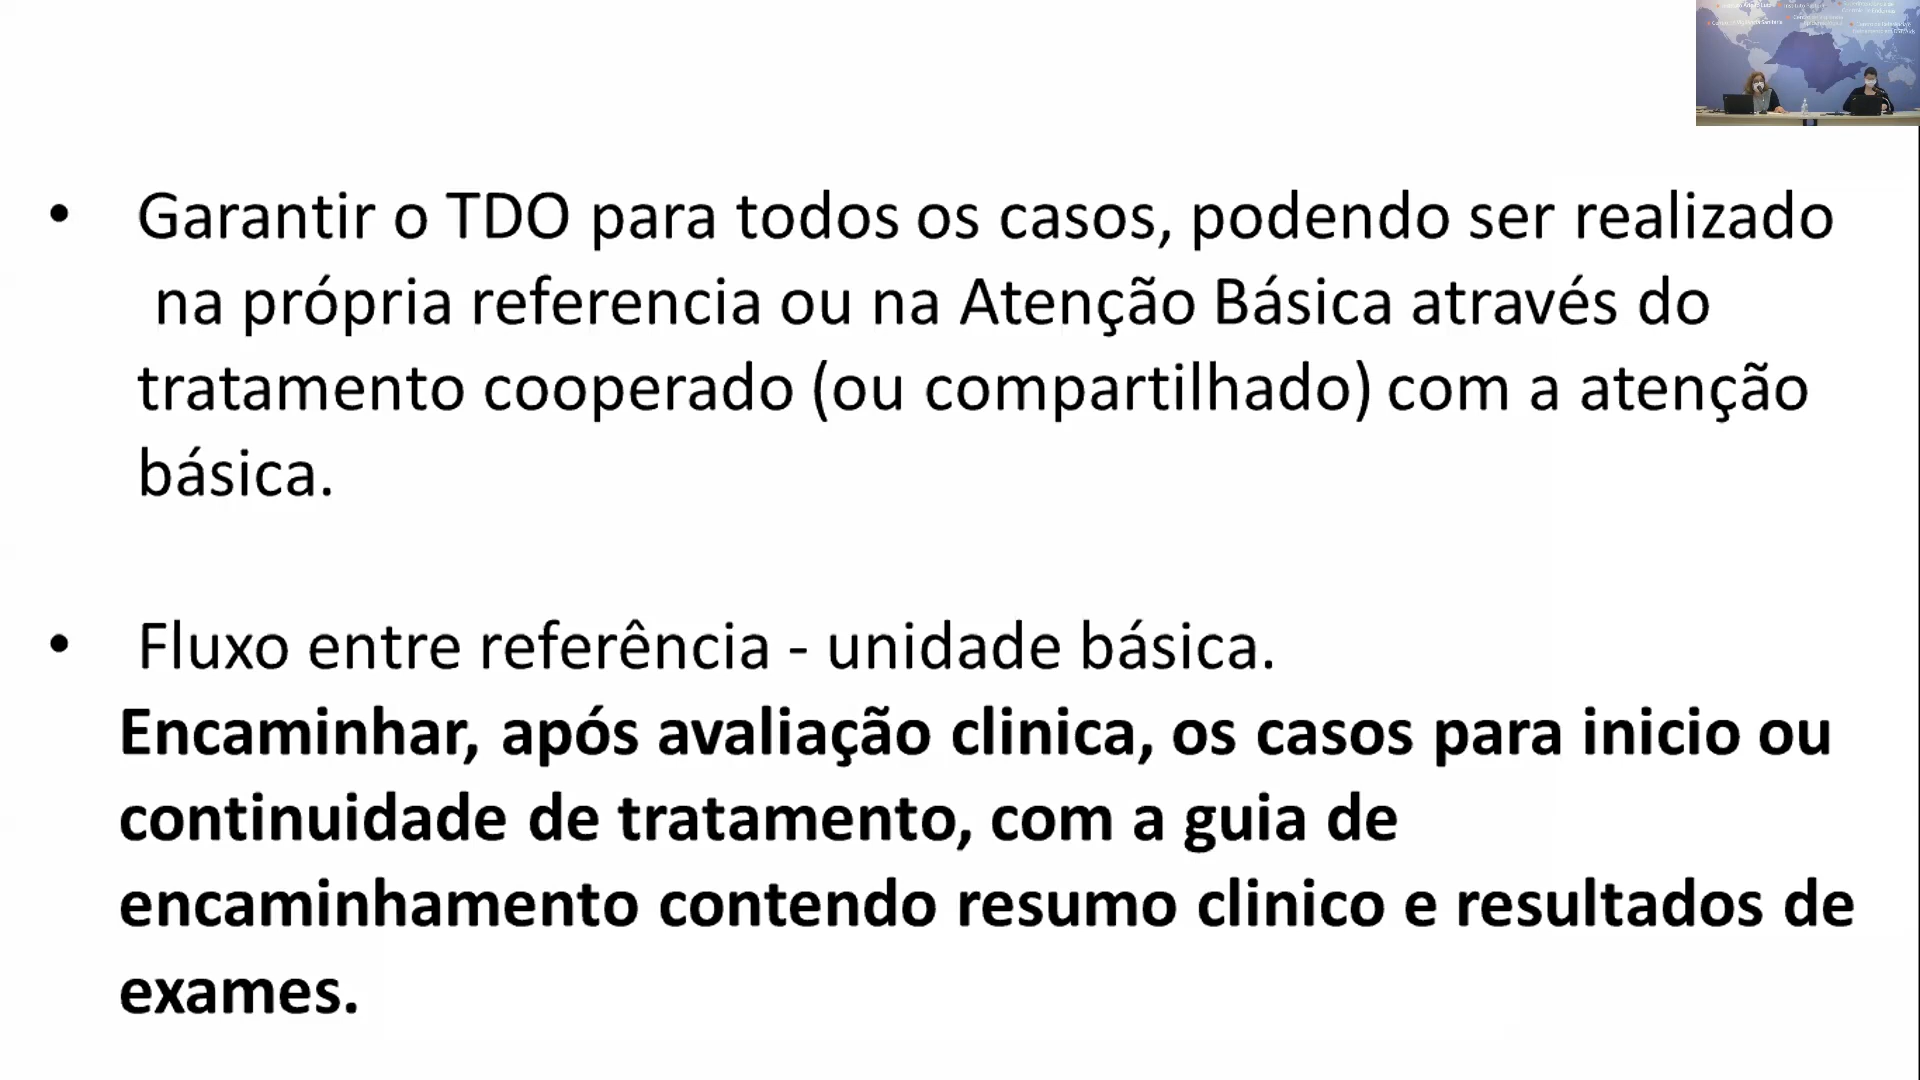 • Garantir o TDO para todos os casos, podendo ser realizado
na própria referencia ou na Atenção Básica através do
tratamento cooperado (ou compartilhado) com a atenção
básica.
• Fluxo entre referência - unidade básica.
Encaminhar, após avaliação clinica, os casos para inicio ou
continuidade de tratamento, com a guia de
encaminhamento contendo resumo clinico e resultados de
exames.